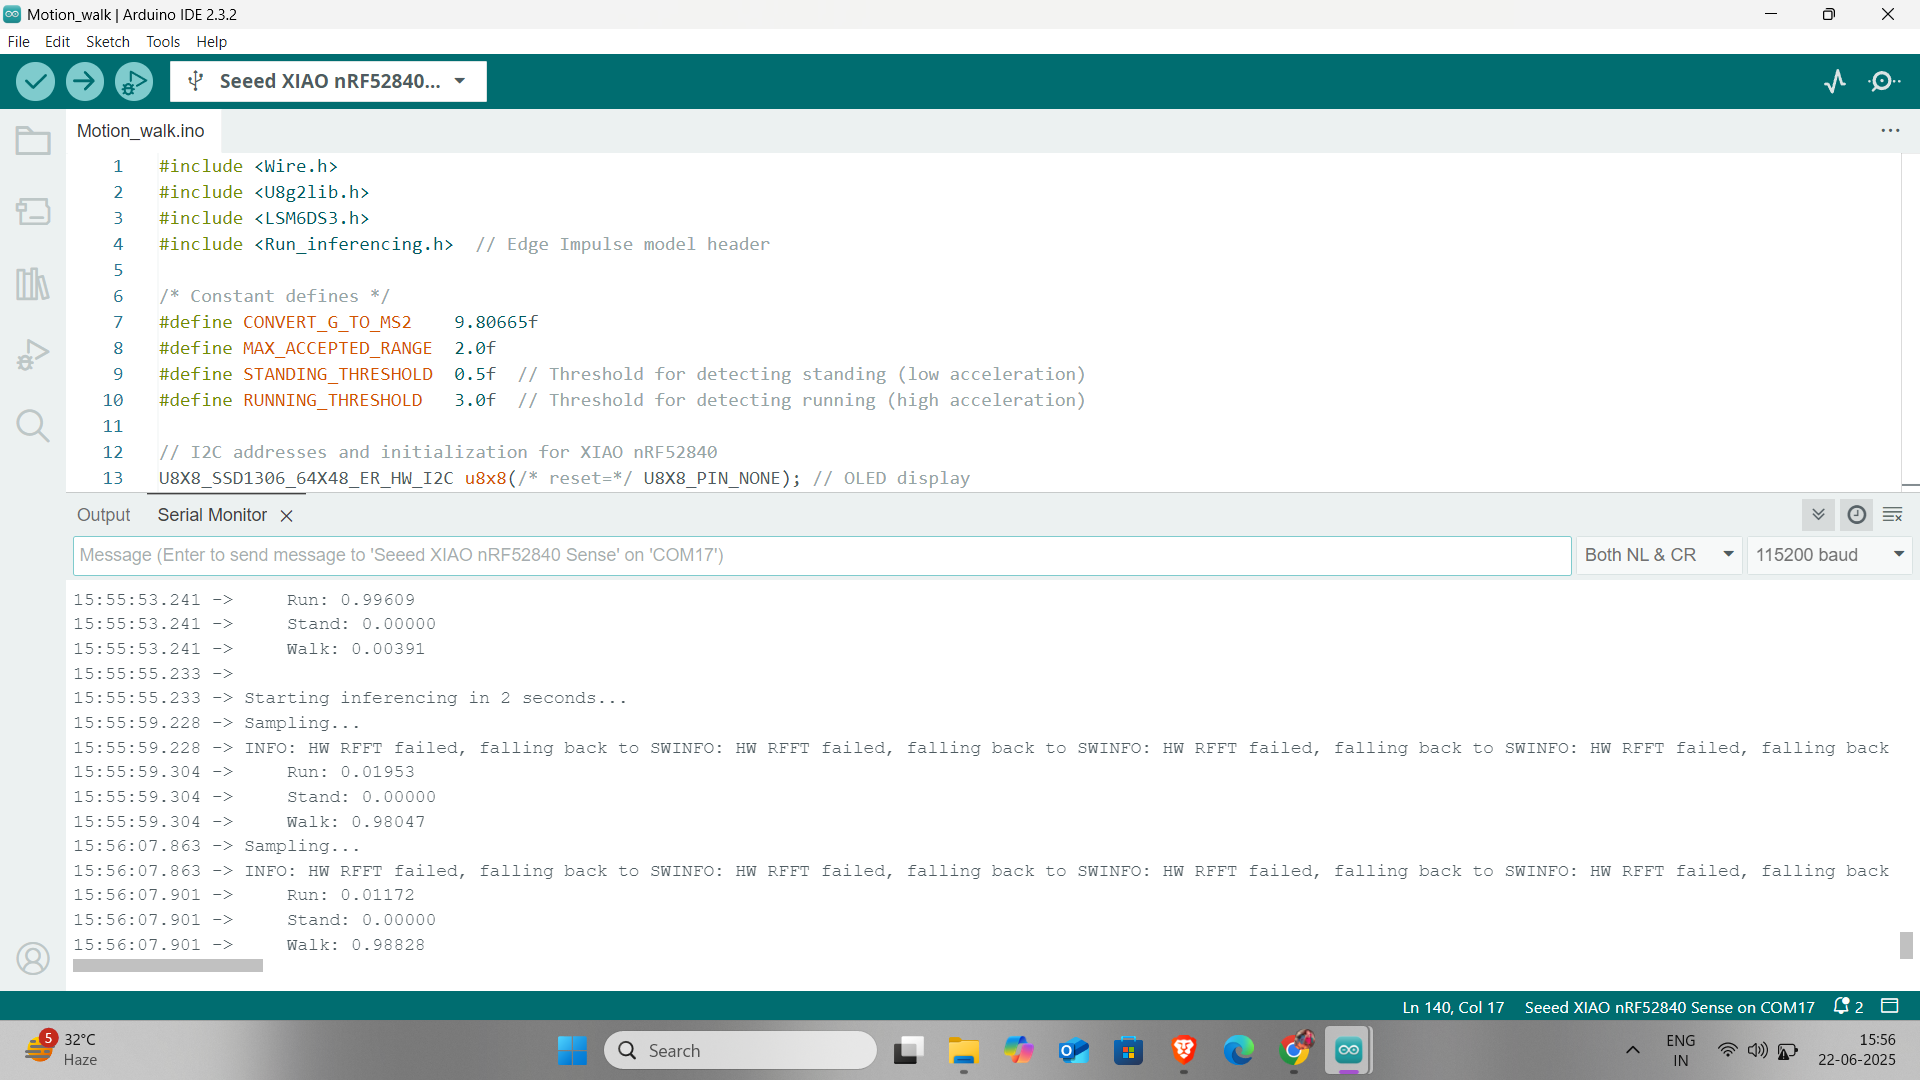 Motion_walk | Arduino IDE 2.3.2
File Edit Sketch Tools Help
Seeed XIAO nRF52840...
Motion_walk.ino
1 #include <Wire.h>
2 #include <U8g2lib.h>
3 #include <LSM6DS3.h>
4 #include <Run_inferencing.h>  // Edge Impulse model header
5
6 /* Constant defines */
7 #define CONVERT_G_TO_MS2    9.80665f
8 #define MAX_ACCEPTED_RANGE  2.0f
9 #define STANDING_THRESHOLD  0.5f  // Threshold for detecting standing (low acceleration)
10 #define RUNNING_THRESHOLD   3.0f  // Threshold for detecting running (high acceleration)
11
12 // I2C addresses and initialization for XIAO nRF52840
13 U8X8_SSD1306_64X48_ER_HW_I2C u8x8(/* reset=*/ U8X8_PIN_NONE); // OLED display
Output Serial Monitor
Message (Enter to send message to 'Seeed XIAO nRF52840 Sense' on 'COM17') Both NL & CR 115200 baud
15:55:53.241 ->     Run: 0.99609
15:55:53.241 ->     Stand: 0.00000
15:55:53.241 ->     Walk: 0.00391
15:55:55.233 ->
15:55:55.233 -> Starting inferencing in 2 seconds...
15:55:59.228 -> Sampling...
15:55:59.228 -> INFO: HW RFFT failed, falling back to SWINFO: HW RFFT failed, falling back to SWINFO: HW RFFT failed, falling back to SWINFO: HW RFFT failed, falling back
15:55:59.304 ->     Run: 0.01953
15:55:59.304 ->     Stand: 0.00000
15:55:59.304 ->     Walk: 0.98047
15:56:07.863 -> Sampling...
15:56:07.863 -> INFO: HW RFFT failed, falling back to SWINFO: HW RFFT failed, falling back to SWINFO: HW RFFT failed, falling back to SWINFO: HW RFFT failed, falling back
15:56:07.901 ->     Run: 0.01172
15:56:07.901 ->     Stand: 0.00000
15:56:07.901 ->     Walk: 0.98828
Ln 140, Col 17 Seeed XIAO nRF52840 Sense on COM17 2
5 32°C
Haze
Search
ENG
IN
15:56
22-06-2025